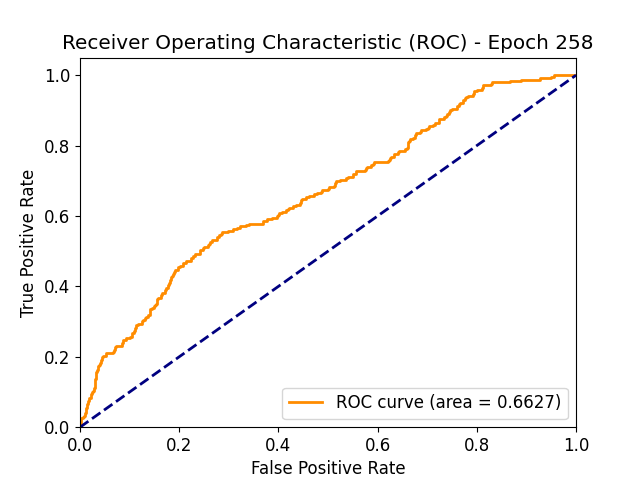 Receiver Operating Characteristic (ROC) - Epoch 258
1.0
0.8
0.6
0.4
0.2
0.0
True Positive Rate
ROC curve (area = 0.6627)
0.0 0.2 0.4 0.6 0.8 1.0
False Positive Rate